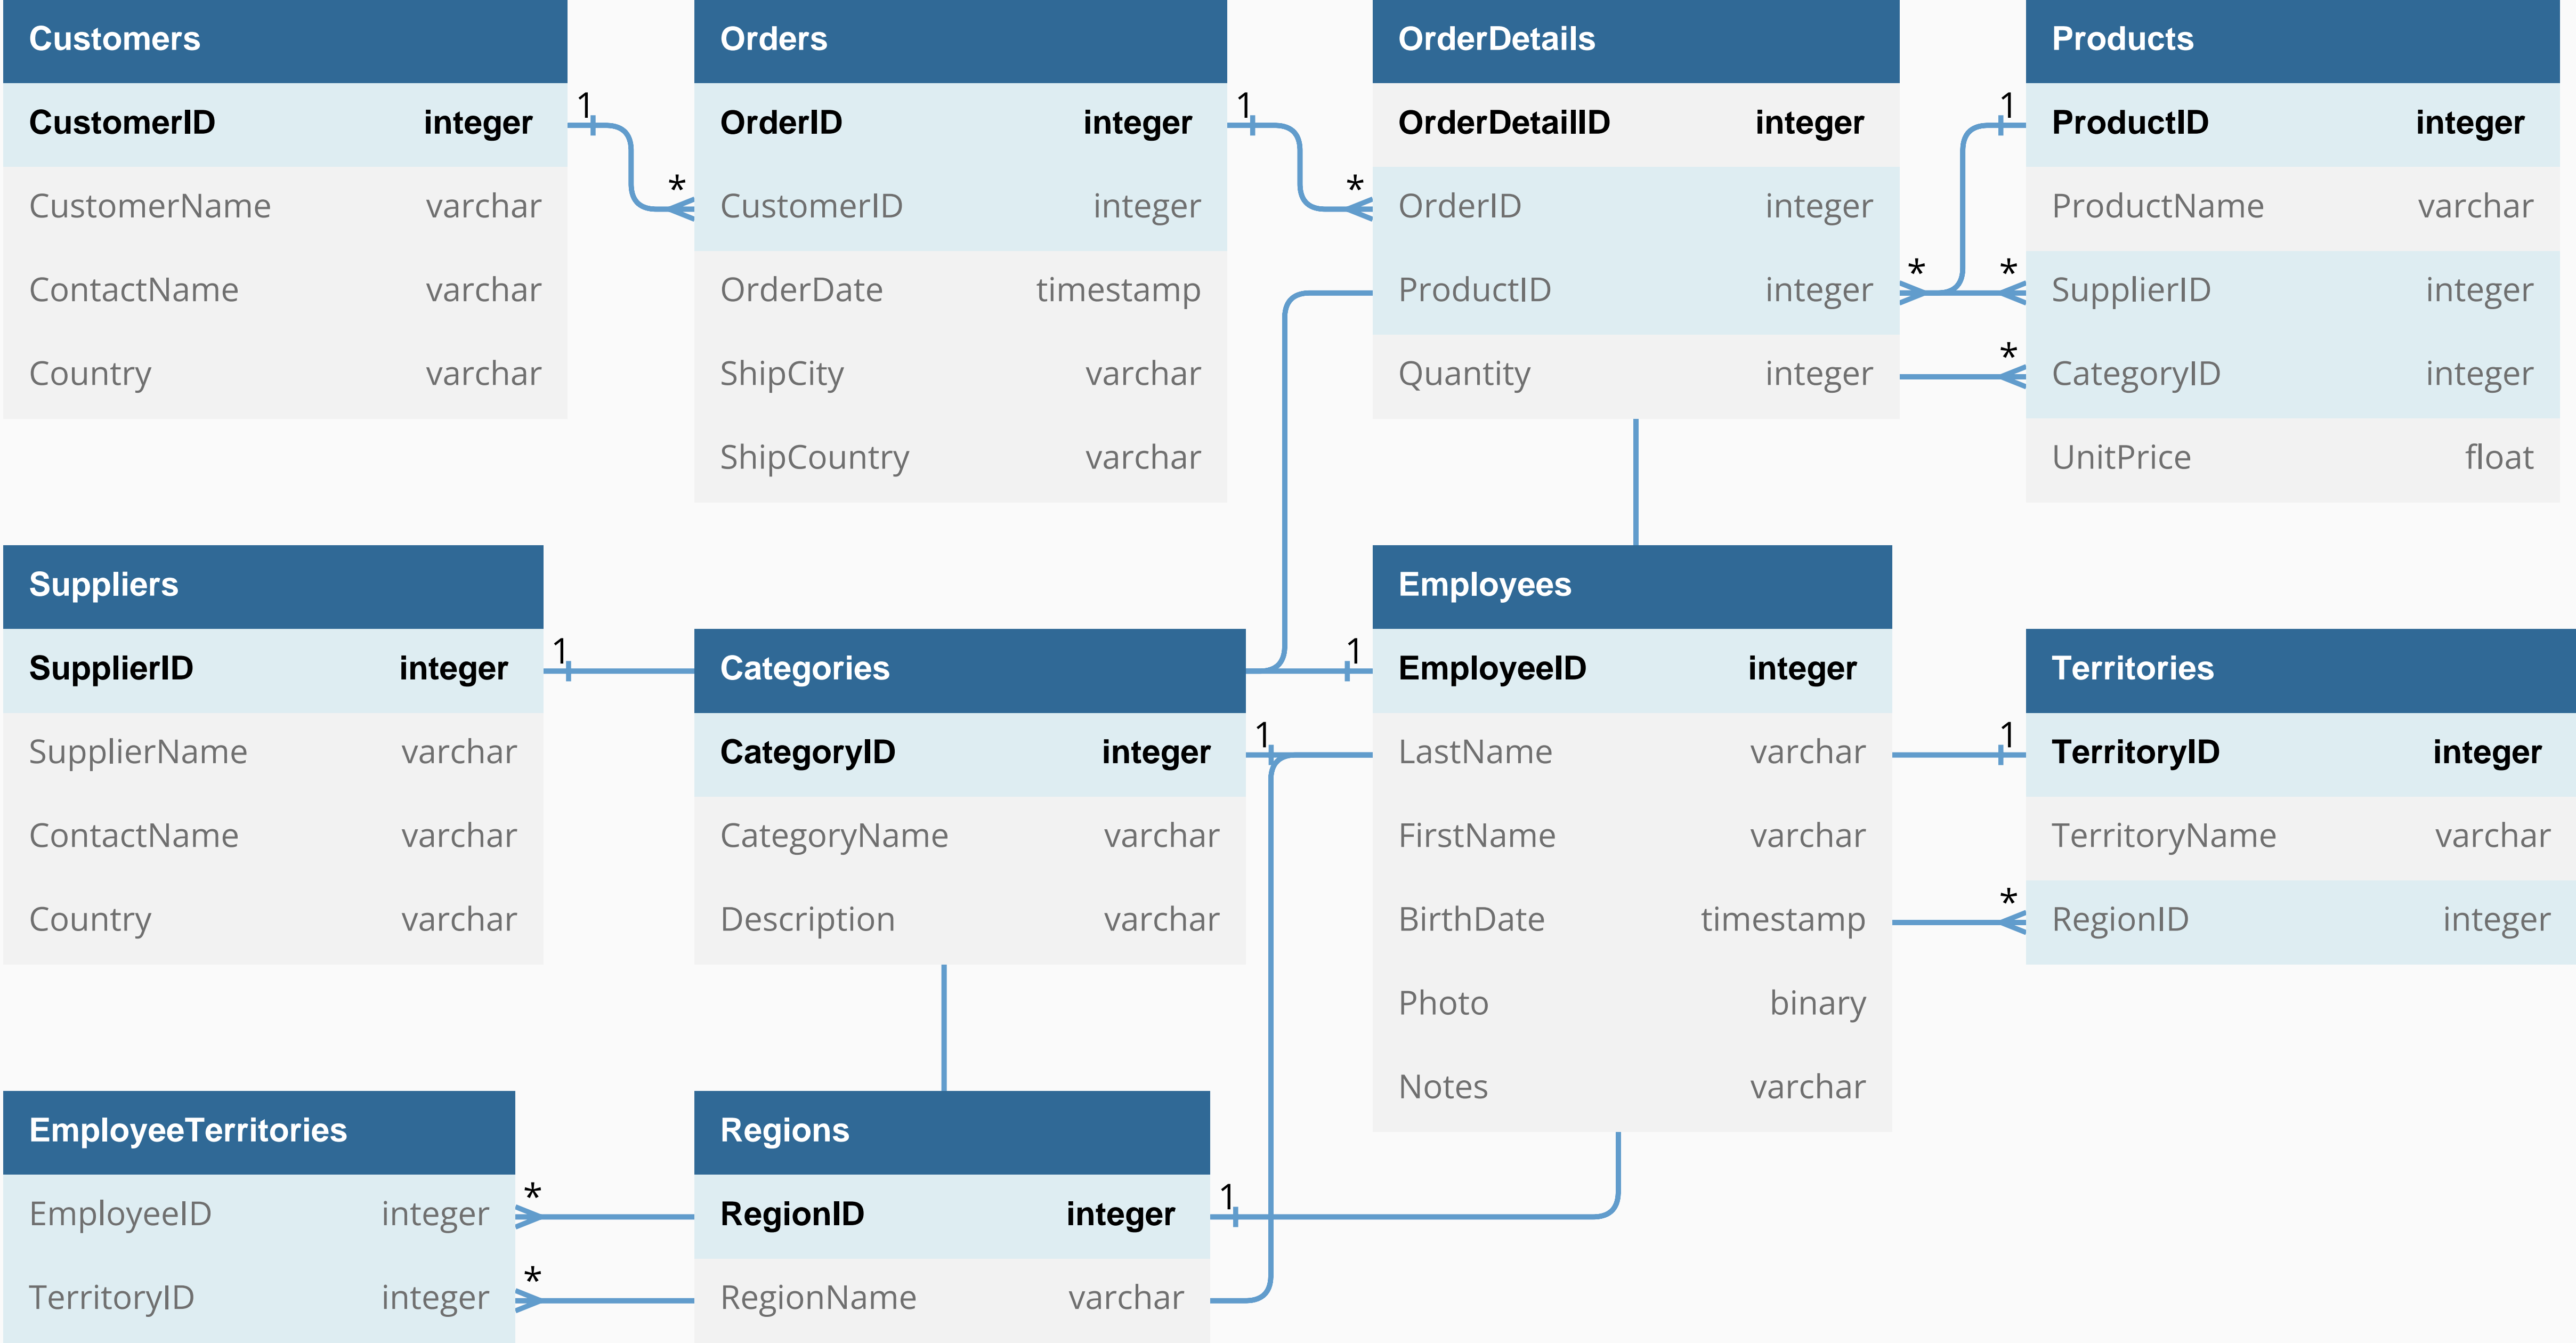 Customers
CustomerID integer
CustomerName varchar
ContactName varchar
Country varchar
1
*
Orders
OrderID integer
CustomerID integer
OrderDate timestamp
ShipCity varchar
ShipCountry varchar
1
*
OrderDetails
OrderDetailID integer
OrderID integer
ProductID integer
Quantity integer
*
1
*
*
Products
ProductID integer
ProductName varchar
SupplierID integer
CategoryID integer
UnitPrice float
Suppliers
SupplierID integer
SupplierName varchar
ContactName varchar
Country varchar
1
Categories
CategoryID integer
CategoryName varchar
Description varchar
1
1
Employees
EmployeeID integer
LastName varchar
FirstName varchar
BirthDate timestamp
Photo binary
Notes varchar
1
*
Territories
TerritoryID integer
TerritoryName varchar
RegionID integer
EmployeeTerritories
EmployeeID integer
TerritoryID integer
*
*
Regions
RegionID integer
RegionName varchar
1